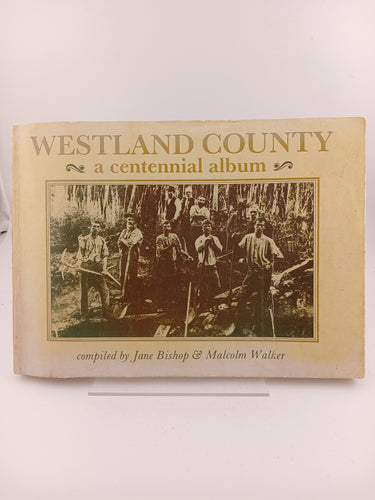 WESTLAND COUNTY
a centennial album
compiled by Jane Bishop & Malcolm Walker